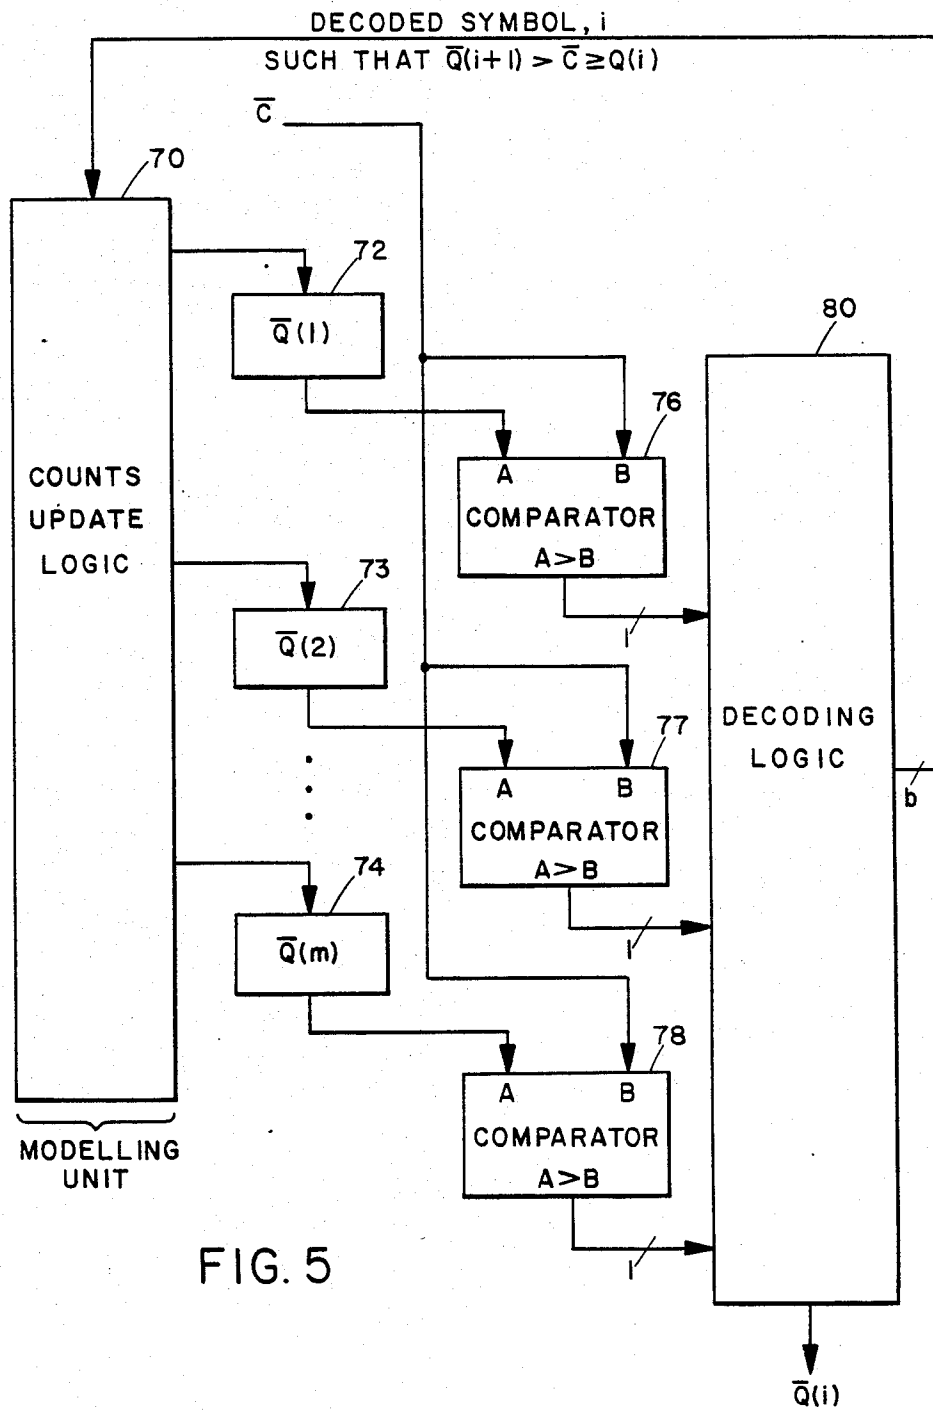 DECODED SYMBOL, i
SUCH THAT Q̅(i+1) > C̅ ≥ Q(i)
C̅
70
72
Q̅(1)
80
76
A B
COMPARATOR
A>B
1
COUNTS
UPDATE
LOGIC
73
Q̅(2)
77
A B
COMPARATOR
A>B
1
DECODING
LOGIC
b
74
Q̅(m)
78
A B
COMPARATOR
A>B
1
MODELLING
UNIT
FIG. 5
Q̅(i)